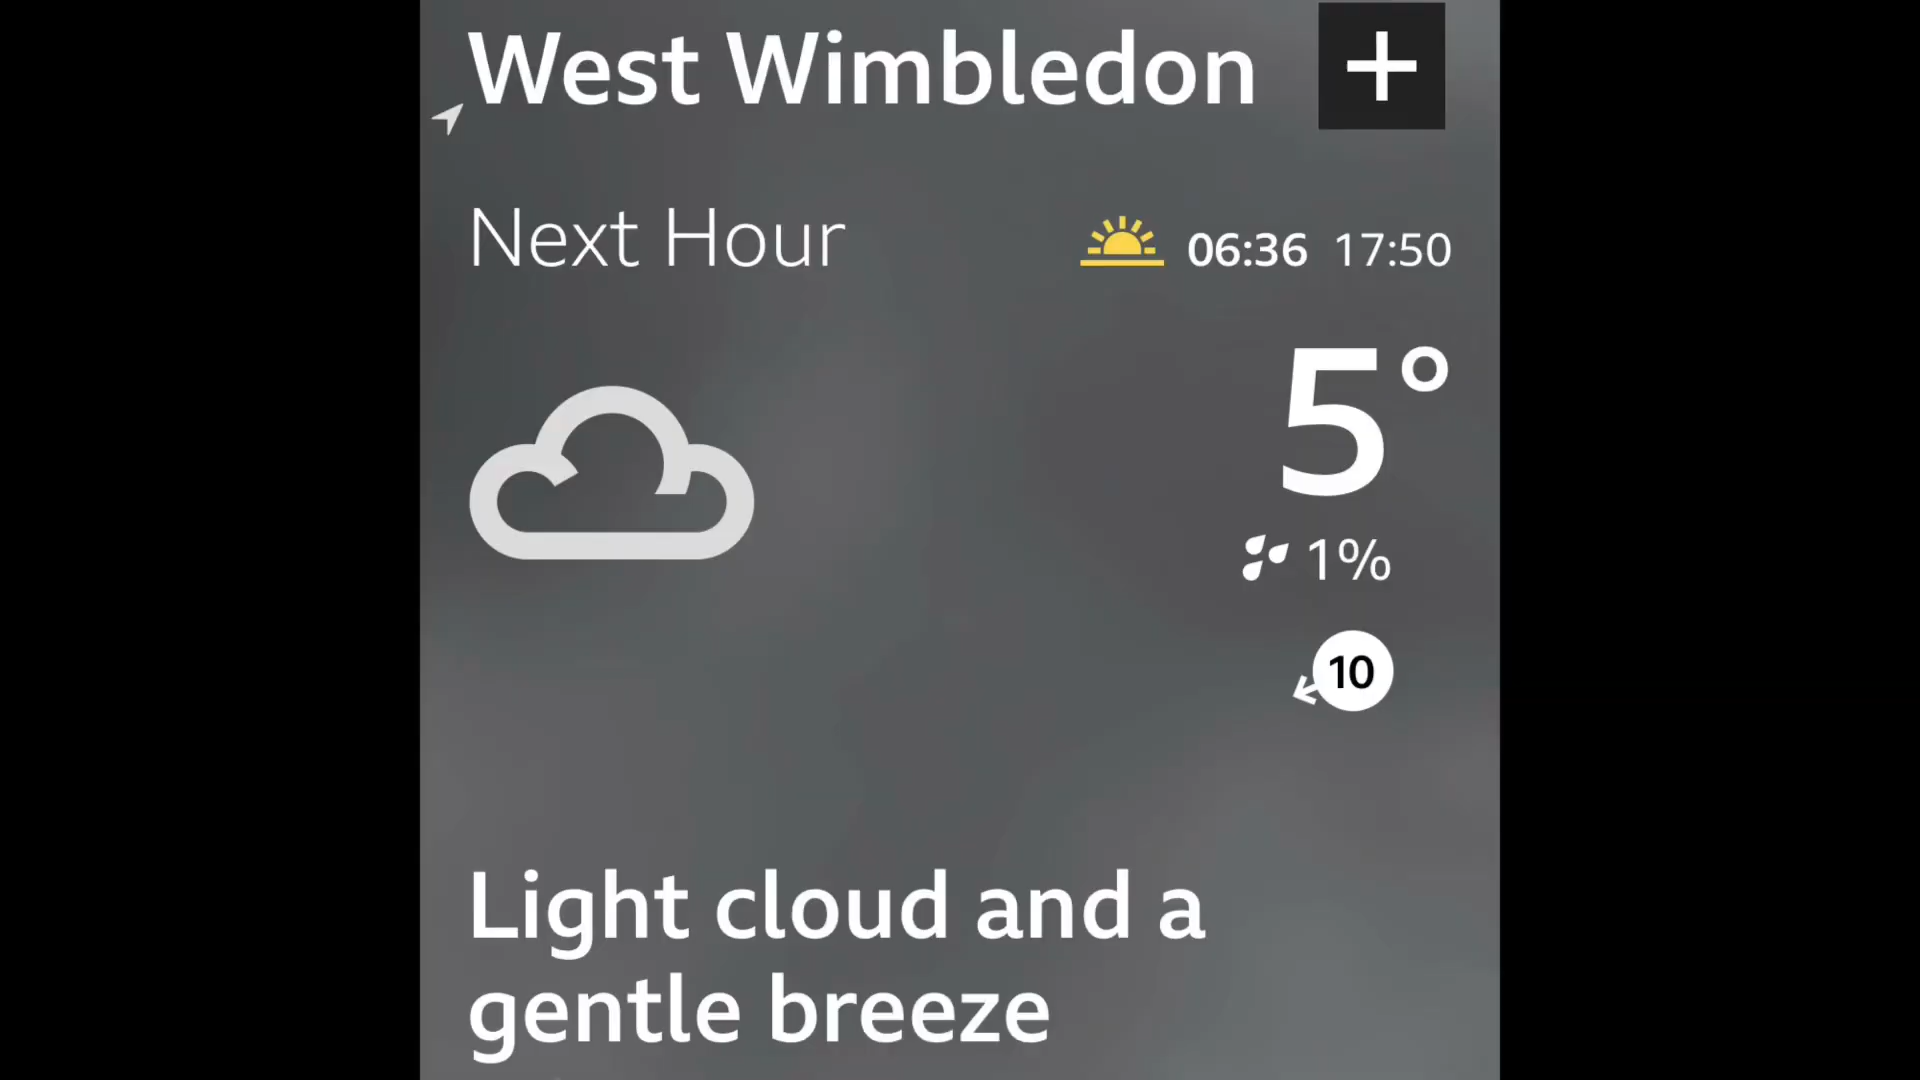 West Wimbledon
Next Hour
06:36 17:50
5°
1%
10
Light cloud and a
gentle breeze